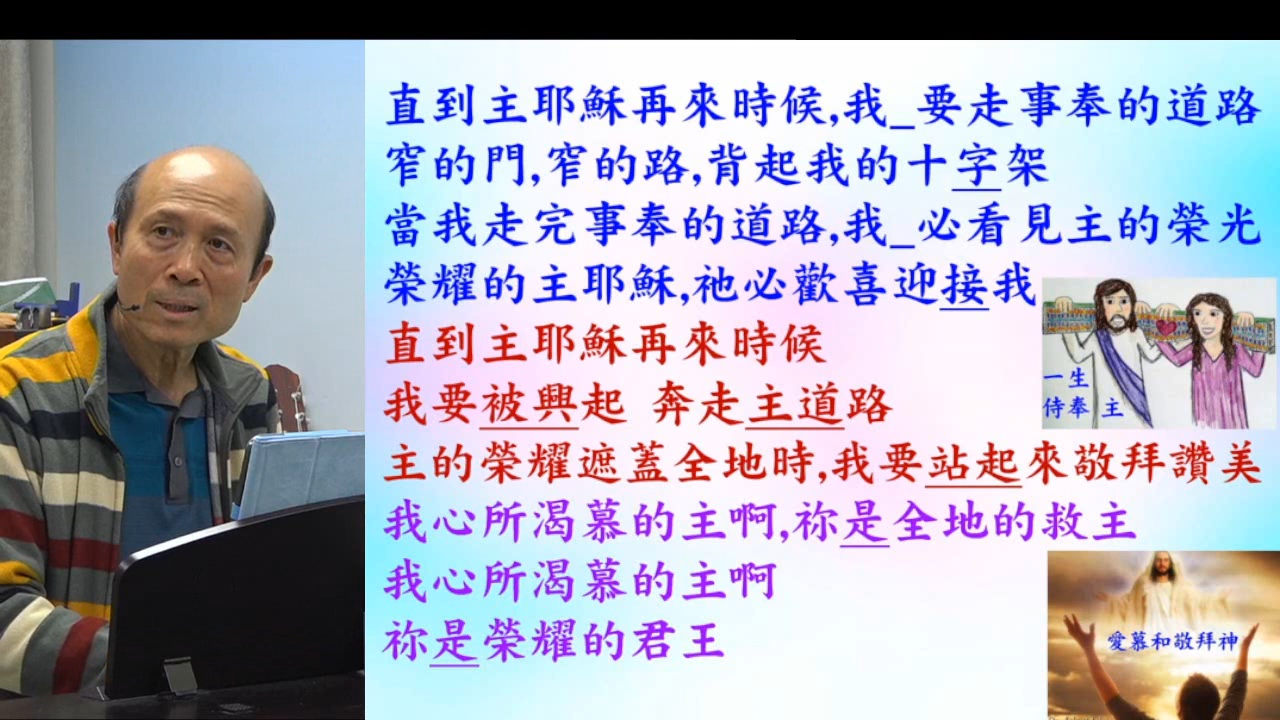 直到主耶穌再來時候,我_要走事奉的道路
窄的門,窄的路,背起我的十字架
當我走完事奉的道路,我_必看見主的榮光
榮耀的主耶穌,祂必歡喜迎接我
直到主耶穌再來時候
我要被興起 奔走主道路
主的榮耀遮蓋全地時,我要站起來敬拜讚美
我心所渴慕的主啊,祢是全地的救主
我心所渴慕的主啊
祢是榮耀的君王
一生
侍奉 主
愛慕和敬拜神